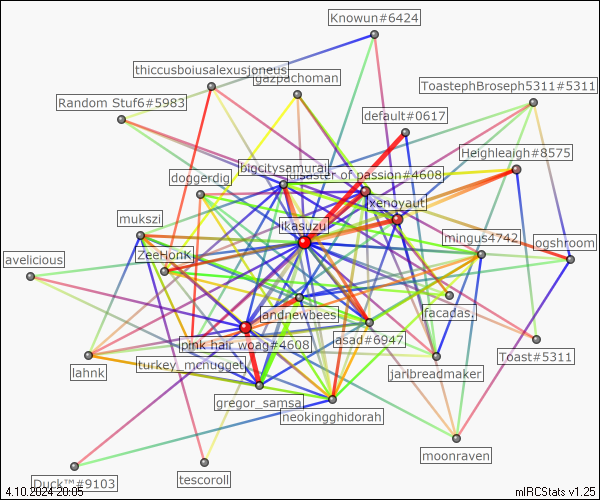 Knowun#6424
thiccusboiusalexusjoneus
gazpachoman
ToastephBroseph5311#5311
Random Stuf6#5983
default#0617
Heighleaigh#8575
bigcitysamurai
disaster of passion#4608
doggerdig
xenoyaut
mukszi
ikasuzu
mingus4742
ogshroom
ZeeHonk
avelicious
andnewbees
facadas.
pink hair woag#4608
asad#6947
Toast#5311
turkey_mcnugget
lahnk
jarlbreadmaker
gregor_samsa
neokingghidorah
moonraven
tescoroll
Duck™#9103
4.10.2024 20:05
mIRCStats v1.25